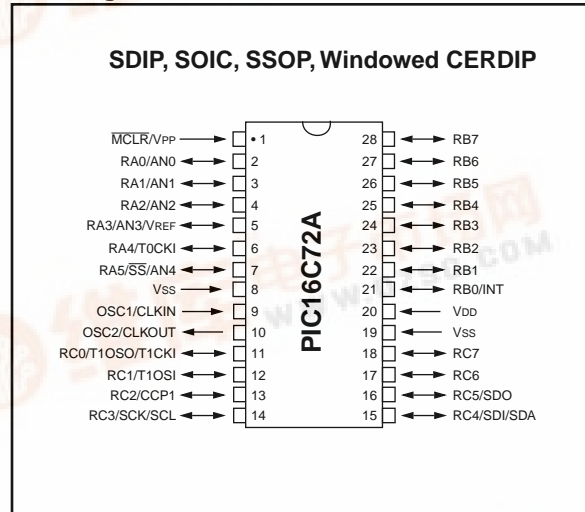 SDIP, SOIC, SSOP, Windowed CERDIP
MCLR/VPP 1 28 RB7
RA0/AN0 2 27 RB6
RA1/AN1 3 26 RB5
RA2/AN2 4 25 RB4
RA3/AN3/VREF 5 24 RB3
RA4/T0CKI 6 23 RB2
RA5/SS/AN4 7 22 RB1
VSS 8 21 RB0/INT
OSC1/CLKIN 9 20 VDD
OSC2/CLKOUT 10 19 VSS
RC0/T1OSO/T1CKI 11 18 RC7
RC1/T1OSI 12 17 RC6
RC2/CCP1 13 16 RC5/SDO
RC3/SCK/SCL 14 15 RC4/SDI/SDA
PIC16C72A